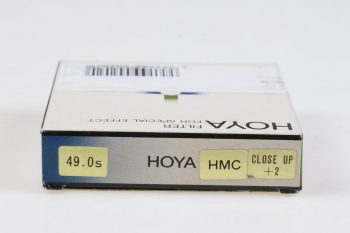 HOYA
FILTER
FOR SPECIAL EFFECT
49.0s
HOYA
HMC
CLOSE UP
+2